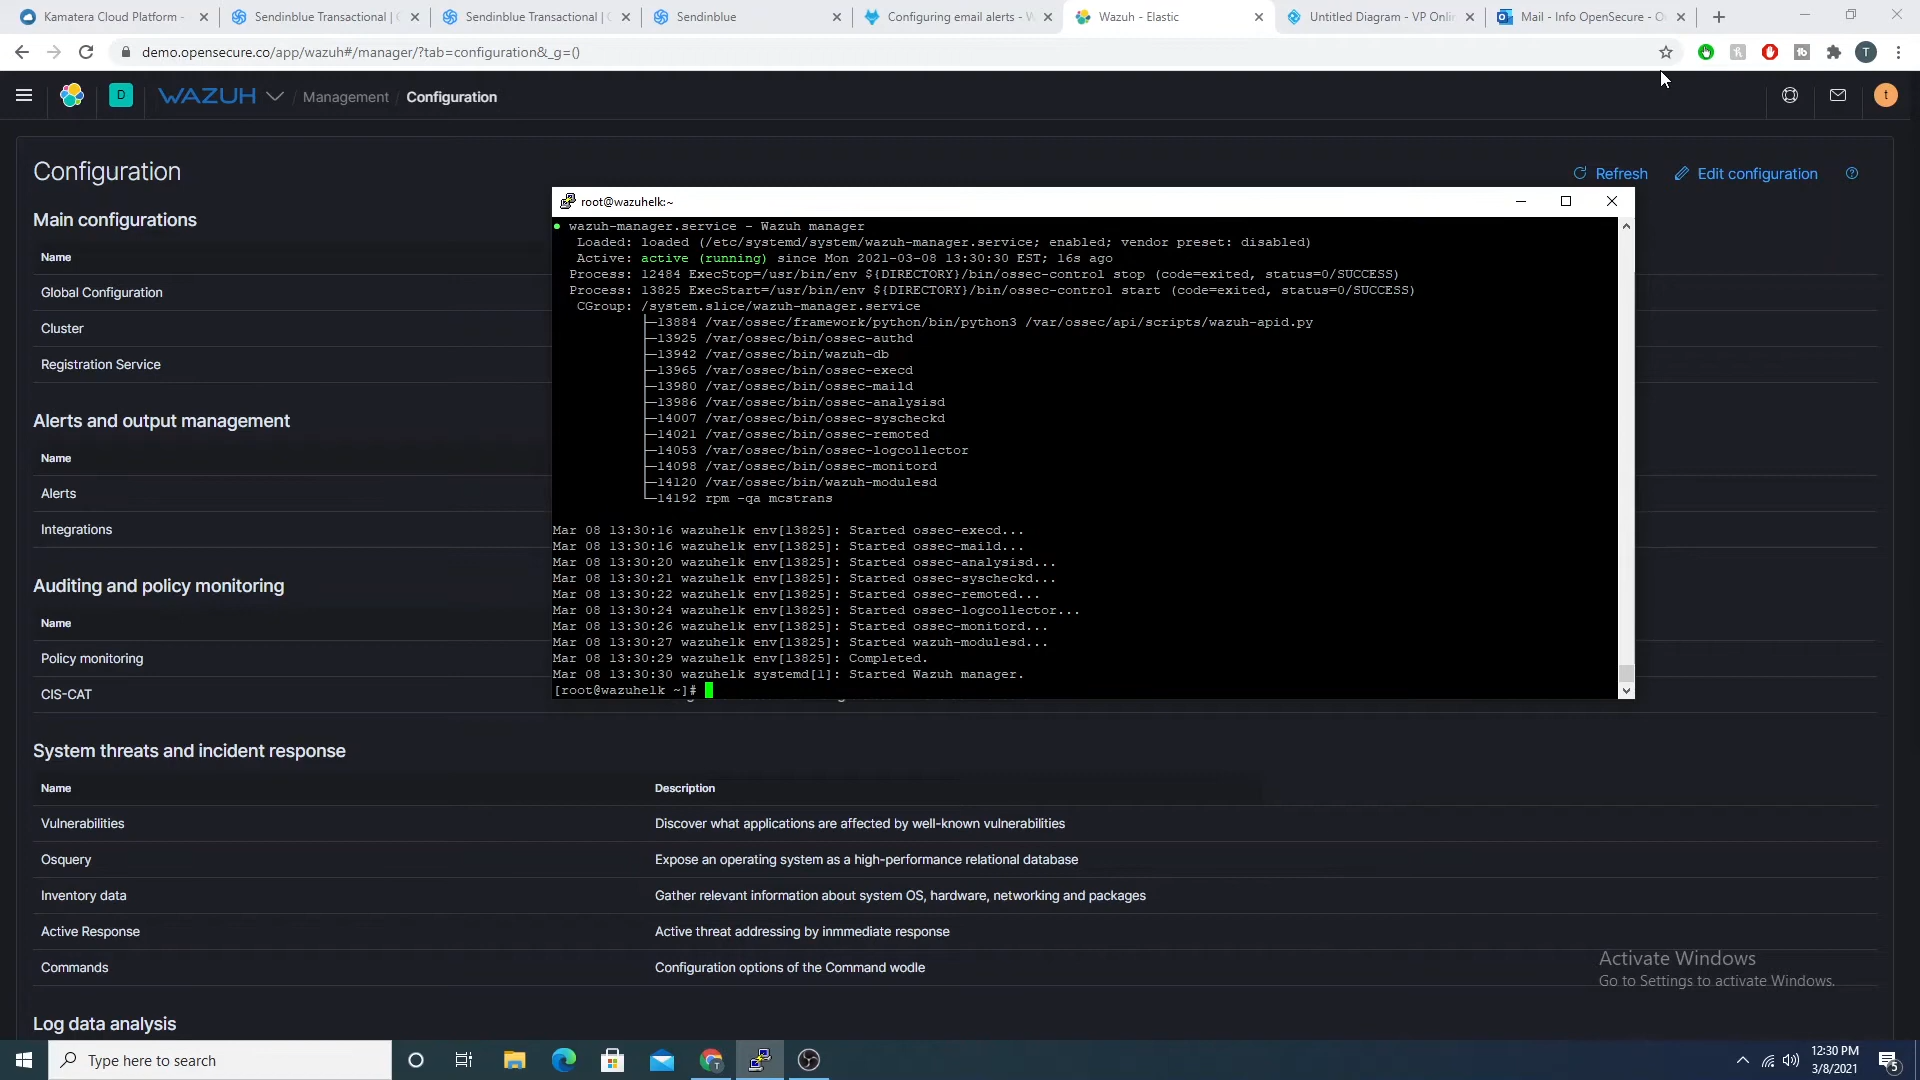 Kamatera Cloud Platform -
Sendinblue Transactional |
Sendinblue Transactional |
Sendinblue
Configuring email alerts - W
Wazuh - Elastic
Untitled Diagram - VP Onlin
Mail - Info OpenSecure - O
demo.opensecure.co/app/wazuh#/manager/?tab=configuration&_g=()
T
D
WAZUH
/ Management / Configuration
t
Configuration
Refresh
Edit configuration
Main configurations
Name
Global Configuration
Cluster
Registration Service
Alerts and output management
Name
Alerts
Integrations
Auditing and policy monitoring
Name
Policy monitoring
CIS-CAT
root@wazuhelk:~
● wazuh-manager.service - Wazuh manager
Loaded: loaded (/etc/systemd/system/wazuh-manager.service; enabled; vendor preset: disabled)
Active: active (running) since Mon 2021-03-08 13:30:30 EST; 16s ago
Process: 12484 ExecStop=/usr/bin/env ${DIRECTORY}/bin/ossec-control stop (code=exited, status=0/SUCCESS)
Process: 13825 ExecStart=/usr/bin/env ${DIRECTORY}/bin/ossec-control start (code=exited, status=0/SUCCESS)
CGroup: /system.slice/wazuh-manager.service
├─13884 /var/ossec/framework/python/bin/python3 /var/ossec/api/scripts/wazuh-apid.py
├─13925 /var/ossec/bin/ossec-authd
├─13942 /var/ossec/bin/wazuh-db
├─13965 /var/ossec/bin/ossec-execd
├─13980 /var/ossec/bin/ossec-maild
├─13986 /var/ossec/bin/ossec-analysisd
├─14007 /var/ossec/bin/ossec-syscheckd
├─14021 /var/ossec/bin/ossec-remoted
├─14053 /var/ossec/bin/ossec-logcollector
├─14098 /var/ossec/bin/ossec-monitord
├─14120 /var/ossec/bin/wazuh-modulesd
└─14192 rpm -qa mcstrans
Mar 08 13:30:16 wazuhelk env[13825]: Started ossec-execd...
Mar 08 13:30:16 wazuhelk env[13825]: Started ossec-maild...
Mar 08 13:30:20 wazuhelk env[13825]: Started ossec-analysisd...
Mar 08 13:30:21 wazuhelk env[13825]: Started ossec-syscheckd...
Mar 08 13:30:22 wazuhelk env[13825]: Started ossec-remoted...
Mar 08 13:30:24 wazuhelk env[13825]: Started ossec-logcollector...
Mar 08 13:30:26 wazuhelk env[13825]: Started ossec-monitord...
Mar 08 13:30:27 wazuhelk env[13825]: Started wazuh-modulesd...
Mar 08 13:30:29 wazuhelk env[13825]: Completed.
Mar 08 13:30:30 wazuhelk systemd[1]: Started Wazuh manager.
[root@wazuhelk ~]#
System threats and incident response
Name Description
Vulnerabilities Discover what applications are affected by well-known vulnerabilities
Osquery Expose an operating system as a high-performance relational database
Inventory data Gather relevant information about system OS, hardware, networking and packages
Active Response Active threat addressing by inmmediate response
Commands Configuration options of the Command wodle
Log data analysis
Activate Windows
Go to Settings to activate Windows.
Type here to search
12:30 PM
3/8/2021
5